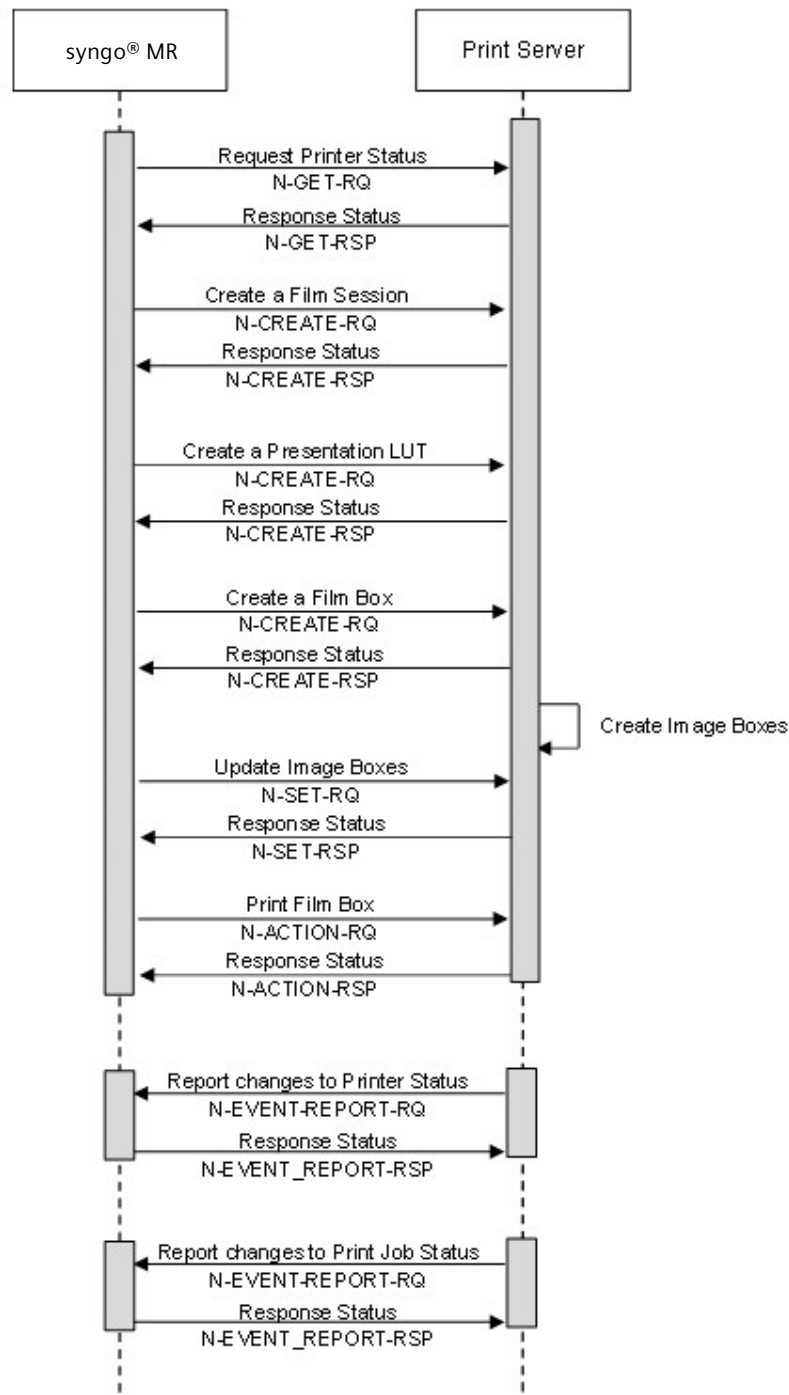 syngo® MR
Print Server
Request Printer Status
N-GET-RQ
Response Status
N-GET-RSP
Create a Film Session
N-CREATE-RQ
Response Status
N-CREATE-RSP
Create a Presentation LUT
N-CREATE-RQ
Response Status
N-CREATE-RSP
Create a Film Box
N-CREATE-RQ
Response Status
N-CREATE-RSP
Create Image Boxes
Update Image Boxes
N-SET-RQ
Response Status
N-SET-RSP
Print Film Box
N-ACTION-RQ
Response Status
N-ACTION-RSP
Report changes to Printer Status
N-EVENT-REPORT-RQ
Response Status
N-EVENT_REPORT-RSP
Report changes to Print Job Status
N-EVENT-REPORT-RQ
Response Status
N-EVENT_REPORT-RSP